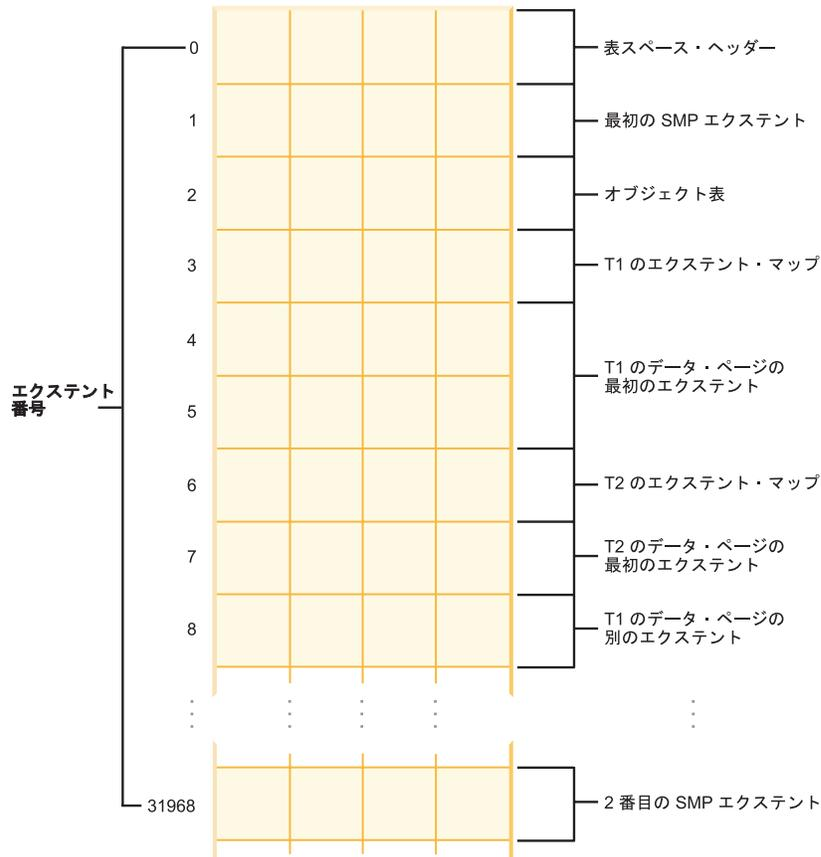 0
表スペース・ヘッダー
1
最初の SMP エクステント
2
オブジェクト表
3
T1 のエクステント・マップ
4
T1 のデータ・ページの
最初のエクステント
エクステント
番号
5
6
T2 のエクステント・マップ
7
T2 のデータ・ページの
最初のエクステント
8
T1 のデータ・ページの
別のエクステント
31968
2 番目の SMP エクステント